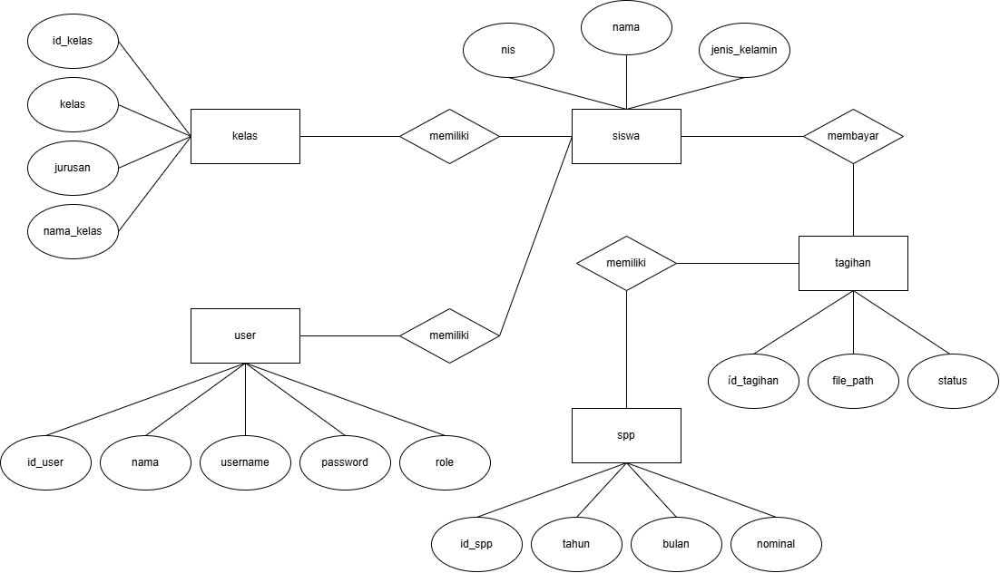 id_kelas
kelas
jurusan
nama_kelas
kelas
memiliki
nis
nama
jenis_kelamin
siswa
membayar
memiliki
tagihan
íd_tagihan
file_path
status
user
memiliki
id_user
nama
username
password
role
spp
id_spp
tahun
bulan
nominal